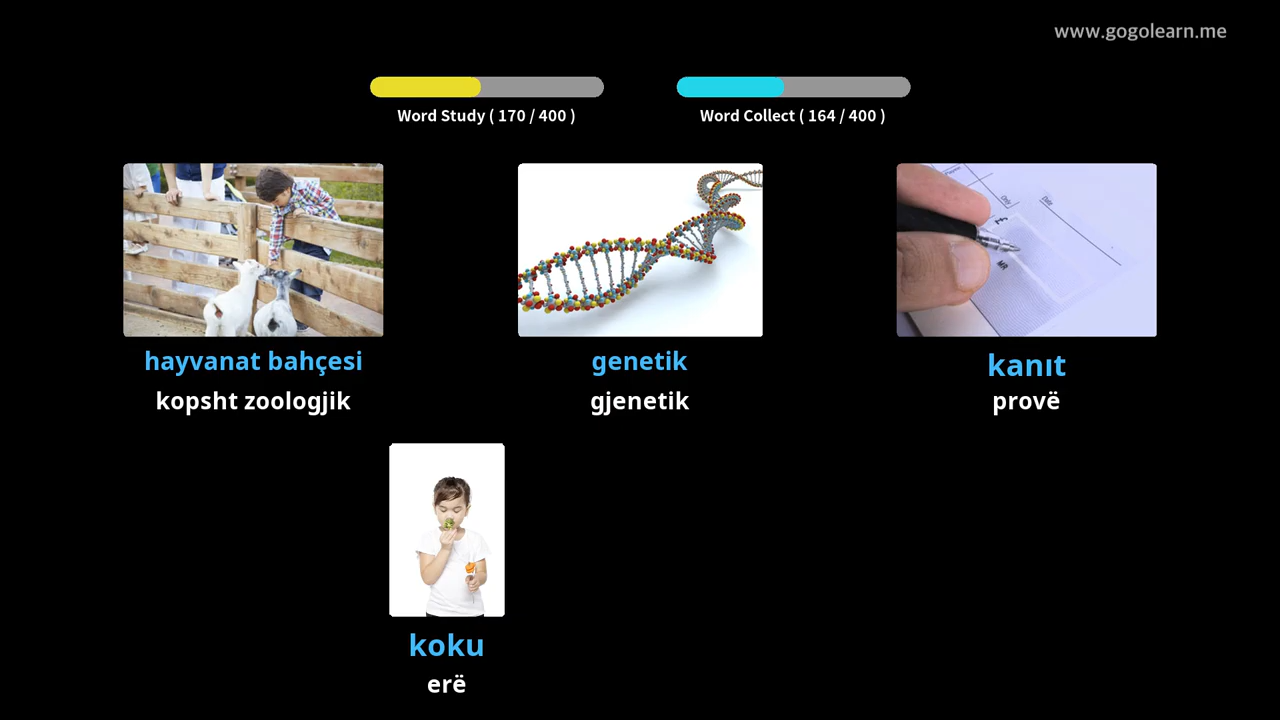 www.gogolearn.me
Word Study ( 170 / 400 )
Word Collect ( 164 / 400 )
hayvanat bahçesi
kopsht zoologjik
genetik
gjenetik
kanıt
provë
koku
erë